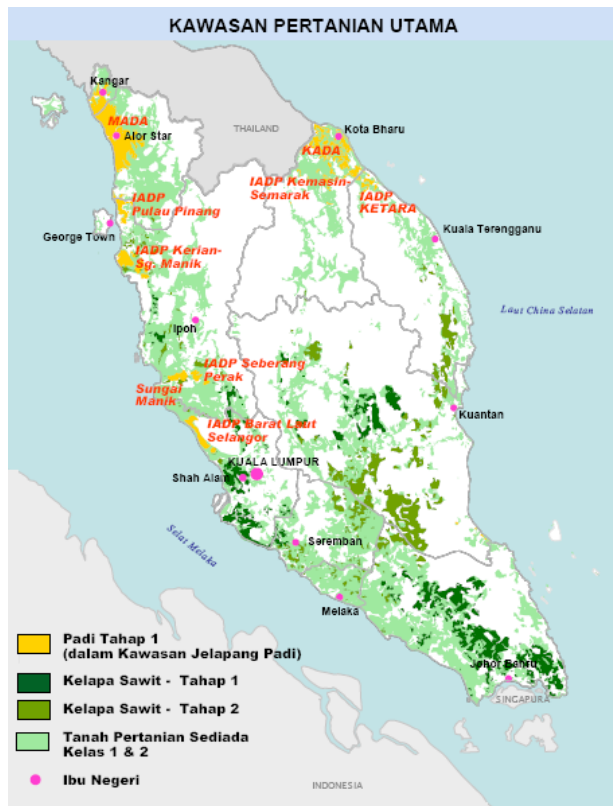 KAWASAN PERTANIAN UTAMA
Kangar
MADA
Alor Star
THAILAND
Kota Bharu
KADA
IADP Kemasin-
Semarak
IADP
KETARA
IADP
Pulau Pinang
George Town
Kuala Terengganu
IADP Kerian-
Sg. Manik
Laut China Selatan
Ipoh
IADP Seberang
Perak
Sungai
Manik
Kuantan
IADP Barat Laut
Selangor
KUALA LUMPUR
Shah Alam
Selat Melaka
Seremban
Melaka
Johor Bahru
SINGAPURA
INDONESIA
Padi Tahap 1
(dalam Kawasan Jelapang Padi)
Kelapa Sawit - Tahap 1
Kelapa Sawit - Tahap 2
Tanah Pertanian Sediada
Kelas 1 & 2
Ibu Negeri